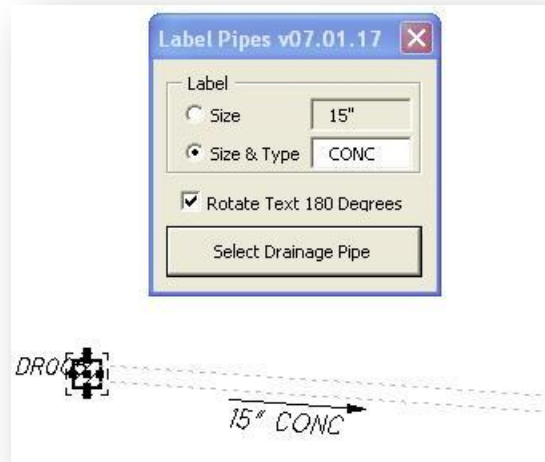 Label Pipes v07.01.17
Label
Size 15"
Size & Type CONC
Rotate Text 180 Degrees
Select Drainage Pipe
15" CONC